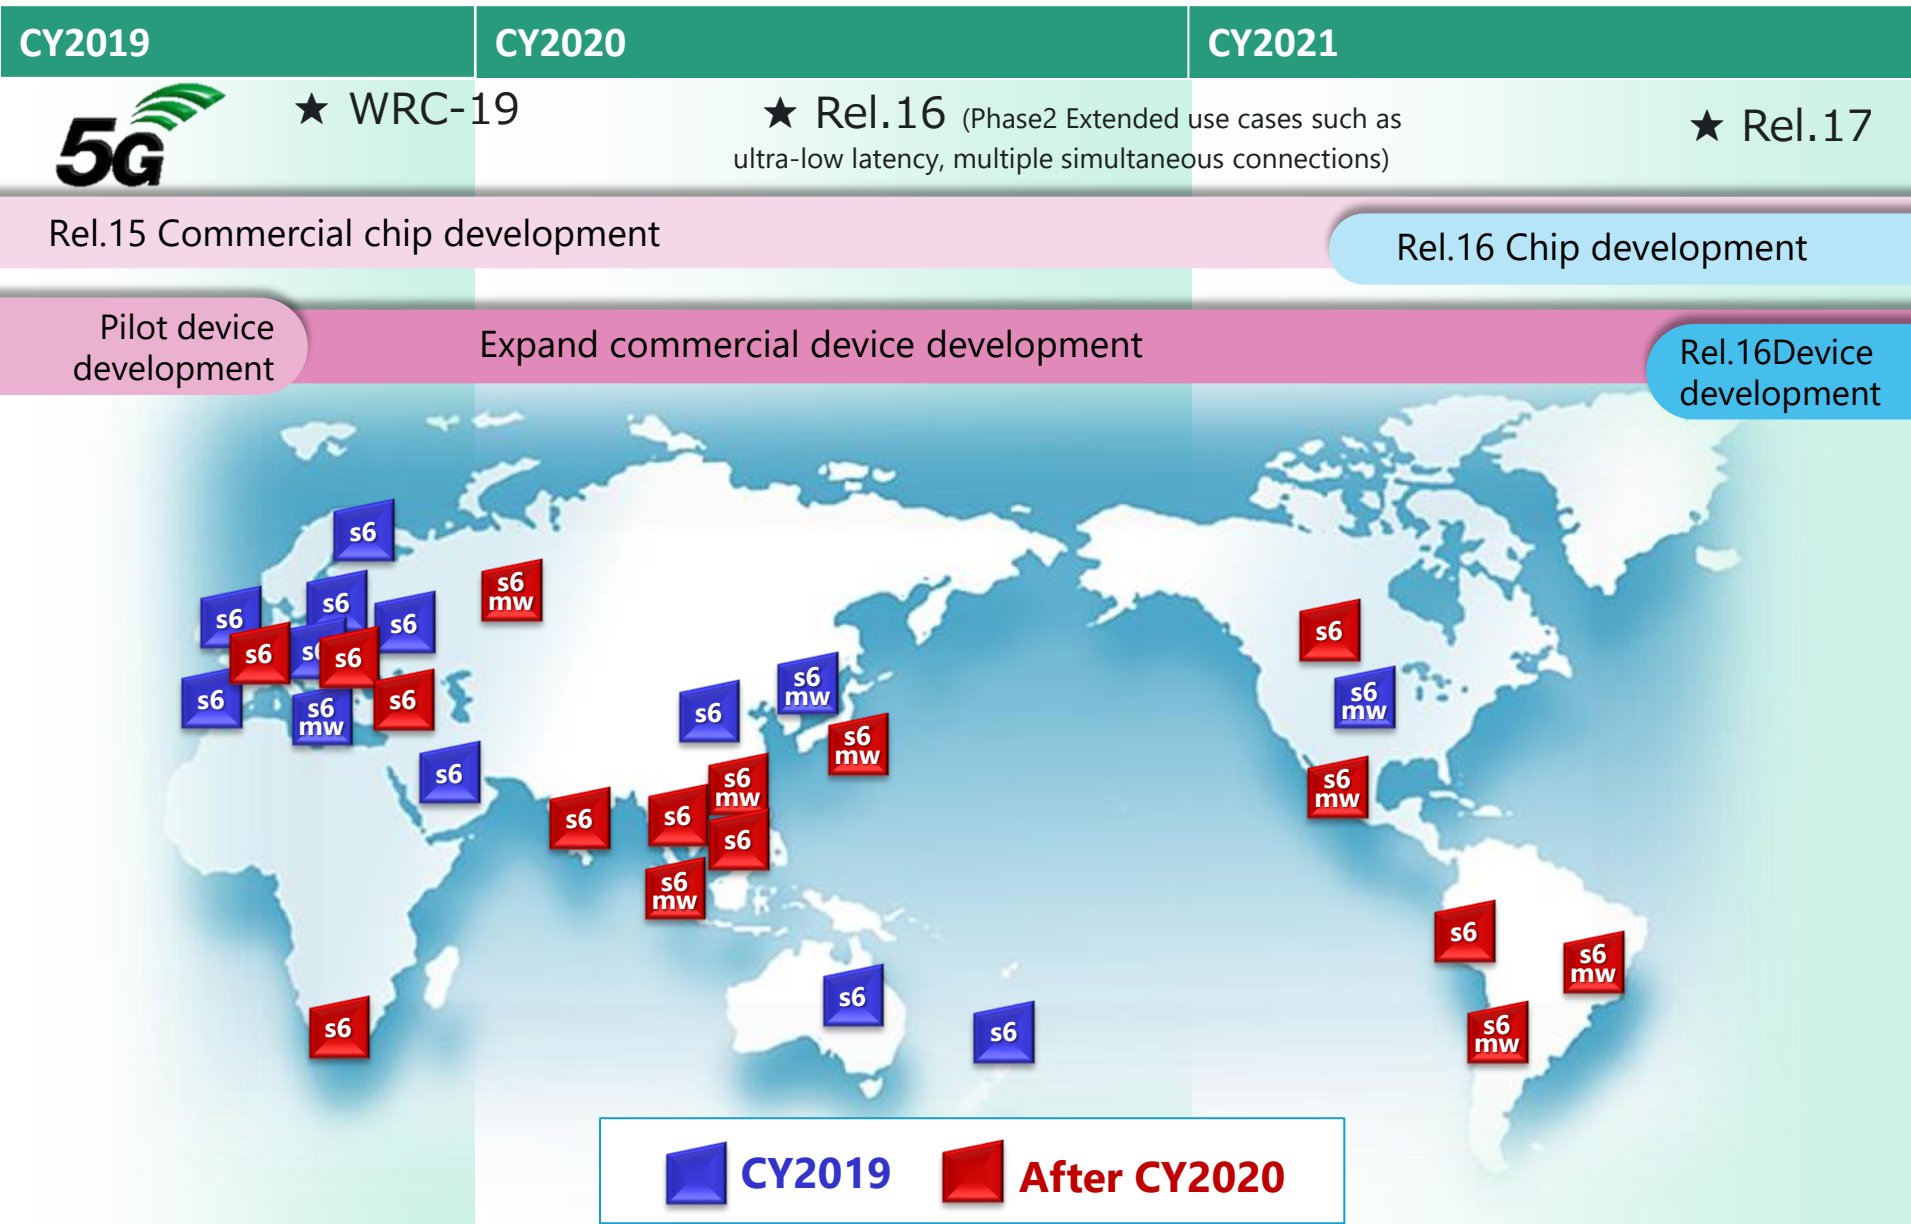 CY2019
CY2020
CY2021
5G
★ WRC-19
★ Rel.16 (Phase2 Extended use cases such as
ultra-low latency, multiple simultaneous connections)
★ Rel.17
Rel.15 Commercial chip development
Rel.16 Chip development
Pilot device
development
Expand commercial device development
Rel.16Device
development
s6
s6
mw
s6
s6
s6
s6
s6
s6
s6
s6
s6
mw
s6
s6
s6
s6
mw
s6
mw
s6
s6
mw
s6
s6
mw
s6
s6
s6
mw
s6
mw
s6
s6
mw
s6
s6
mw
s6
s6
s6
mw
CY2019
After CY2020